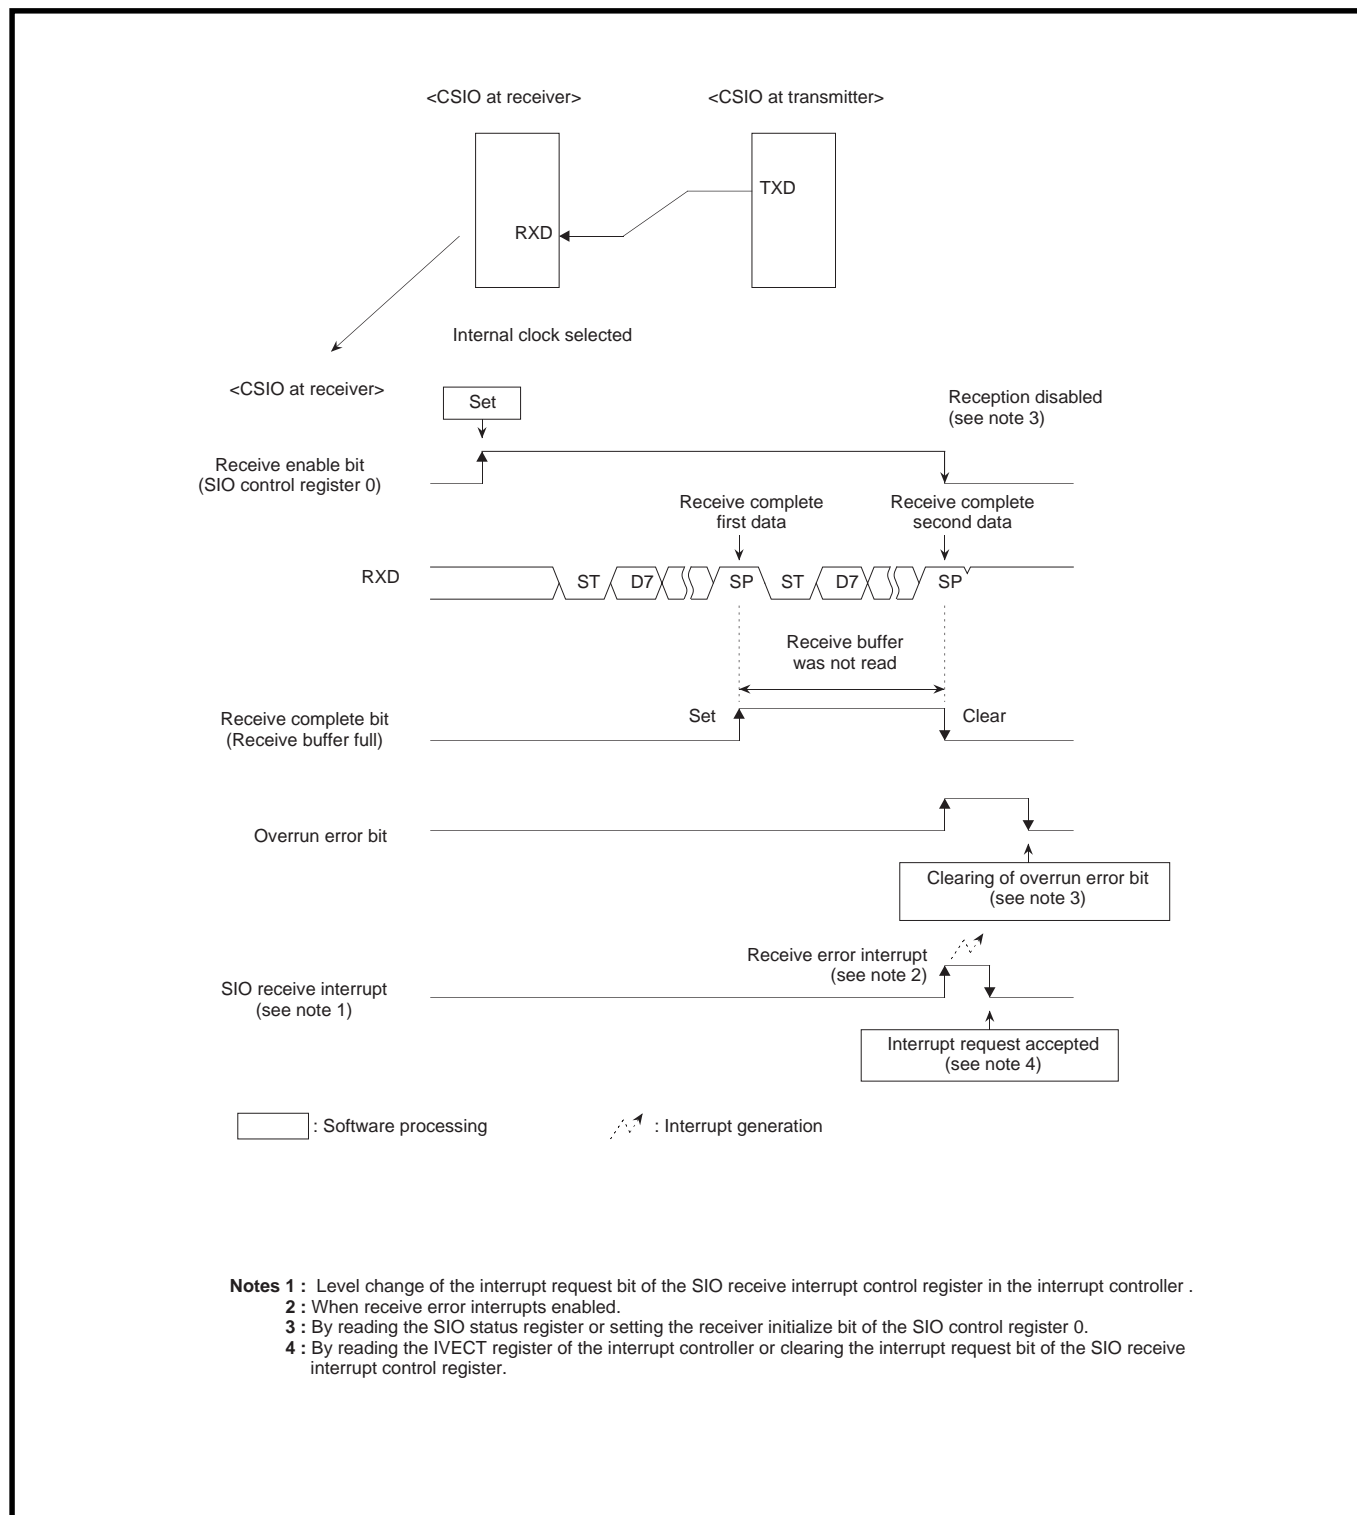 <CSIO at receiver>
<CSIO at transmitter>
TXD
RXD
Internal clock selected
<CSIO at receiver>
Set
Reception disabled
(see note 3)
Receive enable bit
(SIO control register 0)
Receive complete
first data
Receive complete
second data
RXD
ST D7 SP ST D7 SP
Receive buffer
was not read
Receive complete bit
(Receive buffer full)
Set
Clear
Overrun error bit
Clearing of overrun error bit
(see note 3)
Receive error interrupt
(see note 2)
SIO receive interrupt
(see note 1)
Interrupt request accepted
(see note 4)
: Software processing
: Interrupt generation
Notes 1 : Level change of the interrupt request bit of the SIO receive interrupt control register in the interrupt controller .
2 : When receive error interrupts enabled.
3 : By reading the SIO status register or setting the receiver initialize bit of the SIO control register 0.
4 : By reading the IVECT register of the interrupt controller or clearing the interrupt request bit of the SIO receive
interrupt control register.